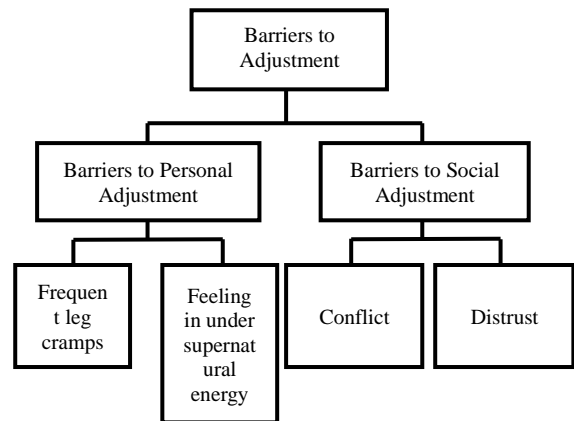 Barriers to
Adjustment
Barriers to Personal
Adjustment
Barriers to Social
Adjustment
Frequen
t leg
cramps
Feeling
in under
supernat
ural
energy
Conflict
Distrust